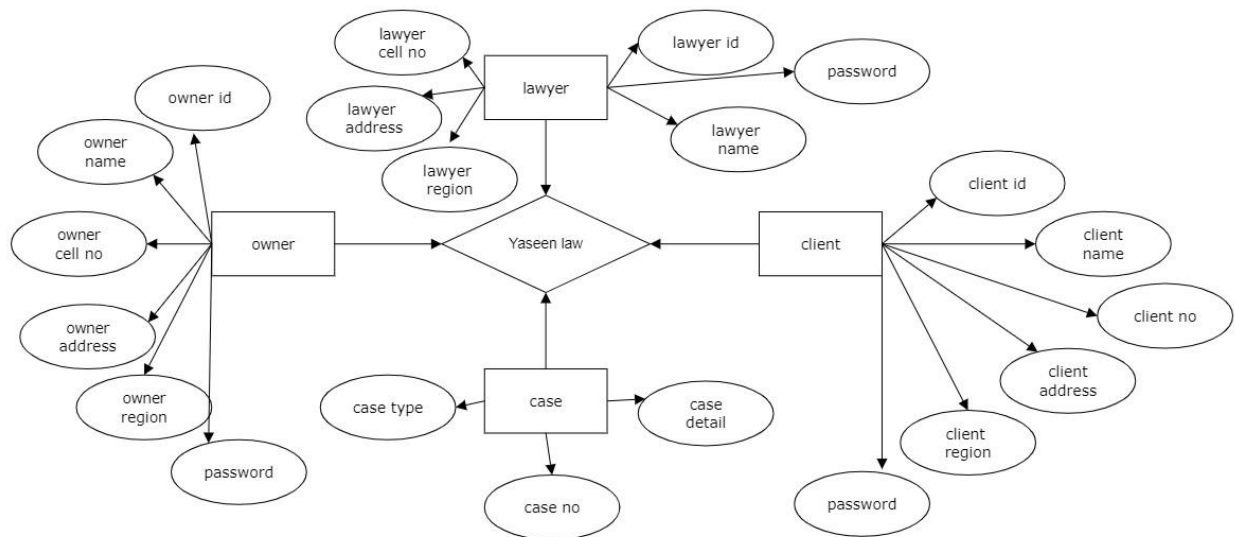 lawyer
cell no
lawyer id
password
lawyer
lawyer
address
lawyer
name
lawyer
region
owner id
owner
name
owner
cell no
owner
Yaseen law
client
client id
client
name
client no
client
address
client
region
password
owner
address
owner
region
password
case type
case
case
detail
case no